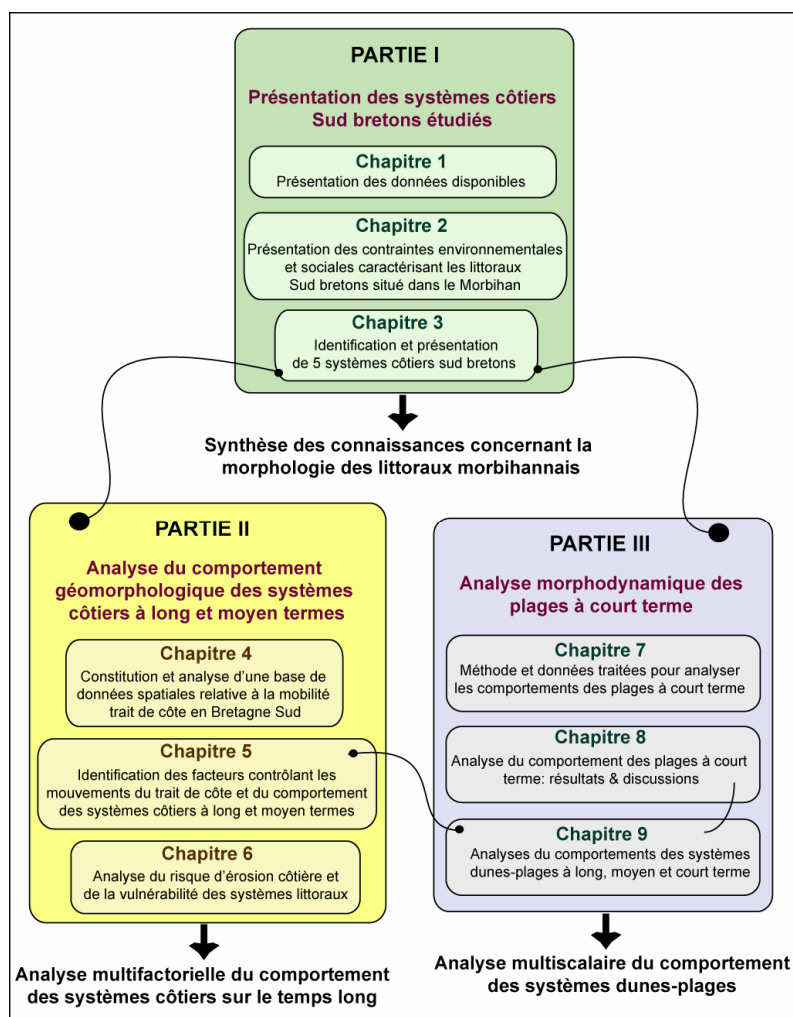 PARTIE I
Présentation des systèmes côtiers
Sud bretons étudiés
Chapitre 1
Présentation des données disponibles
Chapitre 2
Présentation des contraintes environnementales
et sociales caractérisant les littoraux
Sud bretons situé dans le Morbihan
Chapitre 3
Identification et présentation
de 5 systèmes côtiers sud bretons
Synthèse des connaissances concernant la
morphologie des littoraux morbihannais
PARTIE II
Analyse du comportement
géomorphologique des systèmes
côtiers à long et moyen termes
Chapitre 4
Constitution et analyse d'une base de
données spatiales relative à la mobilité
trait de côte en Bretagne Sud
Chapitre 5
Identification des facteurs contrôlant les
mouvements du trait de côte et du comportement
des systèmes côtiers à long et moyen termes
Chapitre 6
Analyse du risque d'érosion côtière et
de la vulnérabilité des systèmes littoraux
Analyse multifactorielle du comportement
des systèmes côtiers sur le temps long
PARTIE III
Analyse morphodynamique des
plages à court terme
Chapitre 7
Méthode et données traitées pour analyser
les comportements des plages à court terme
Chapitre 8
Analyse du comportement des plages à court
terme: résultats & discussions
Chapitre 9
Analyses du comportements des systèmes
dunes-plages à long, moyen et court terme
Analyse multiscalaire du comportement
des systèmes dunes-plages